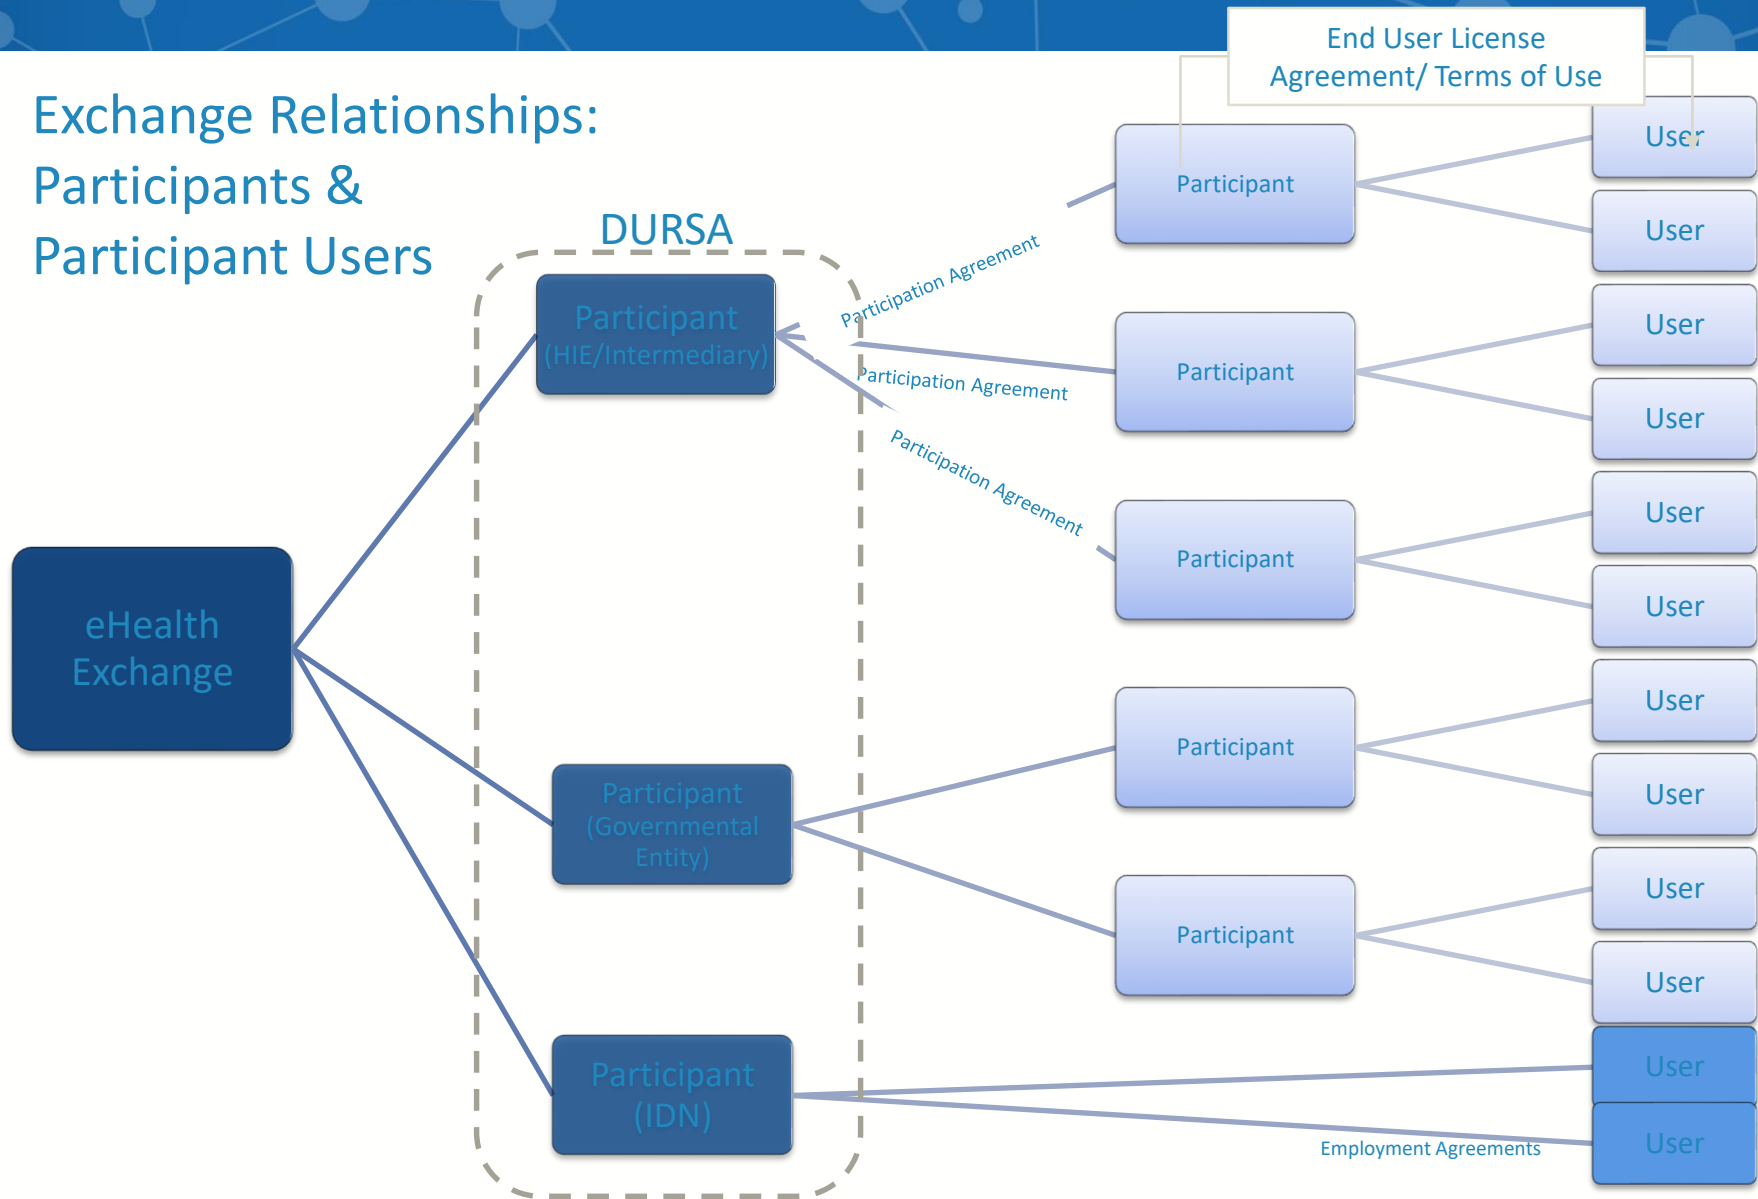 End User License
Agreement/ Terms of Use
Exchange Relationships:
Participants &
Participant Users
DURSA
Participant
(HIE/Intermediary)
Participation Agreement
Participation Agreement
Participation Agreement
eHealth
Exchange
Participant
(Governmental
Entity)
Participant
(IDN)
Participant
Participant
Participant
Participant
Participant
User
User
User
User
User
User
User
User
User
User
User
User
Employment Agreements